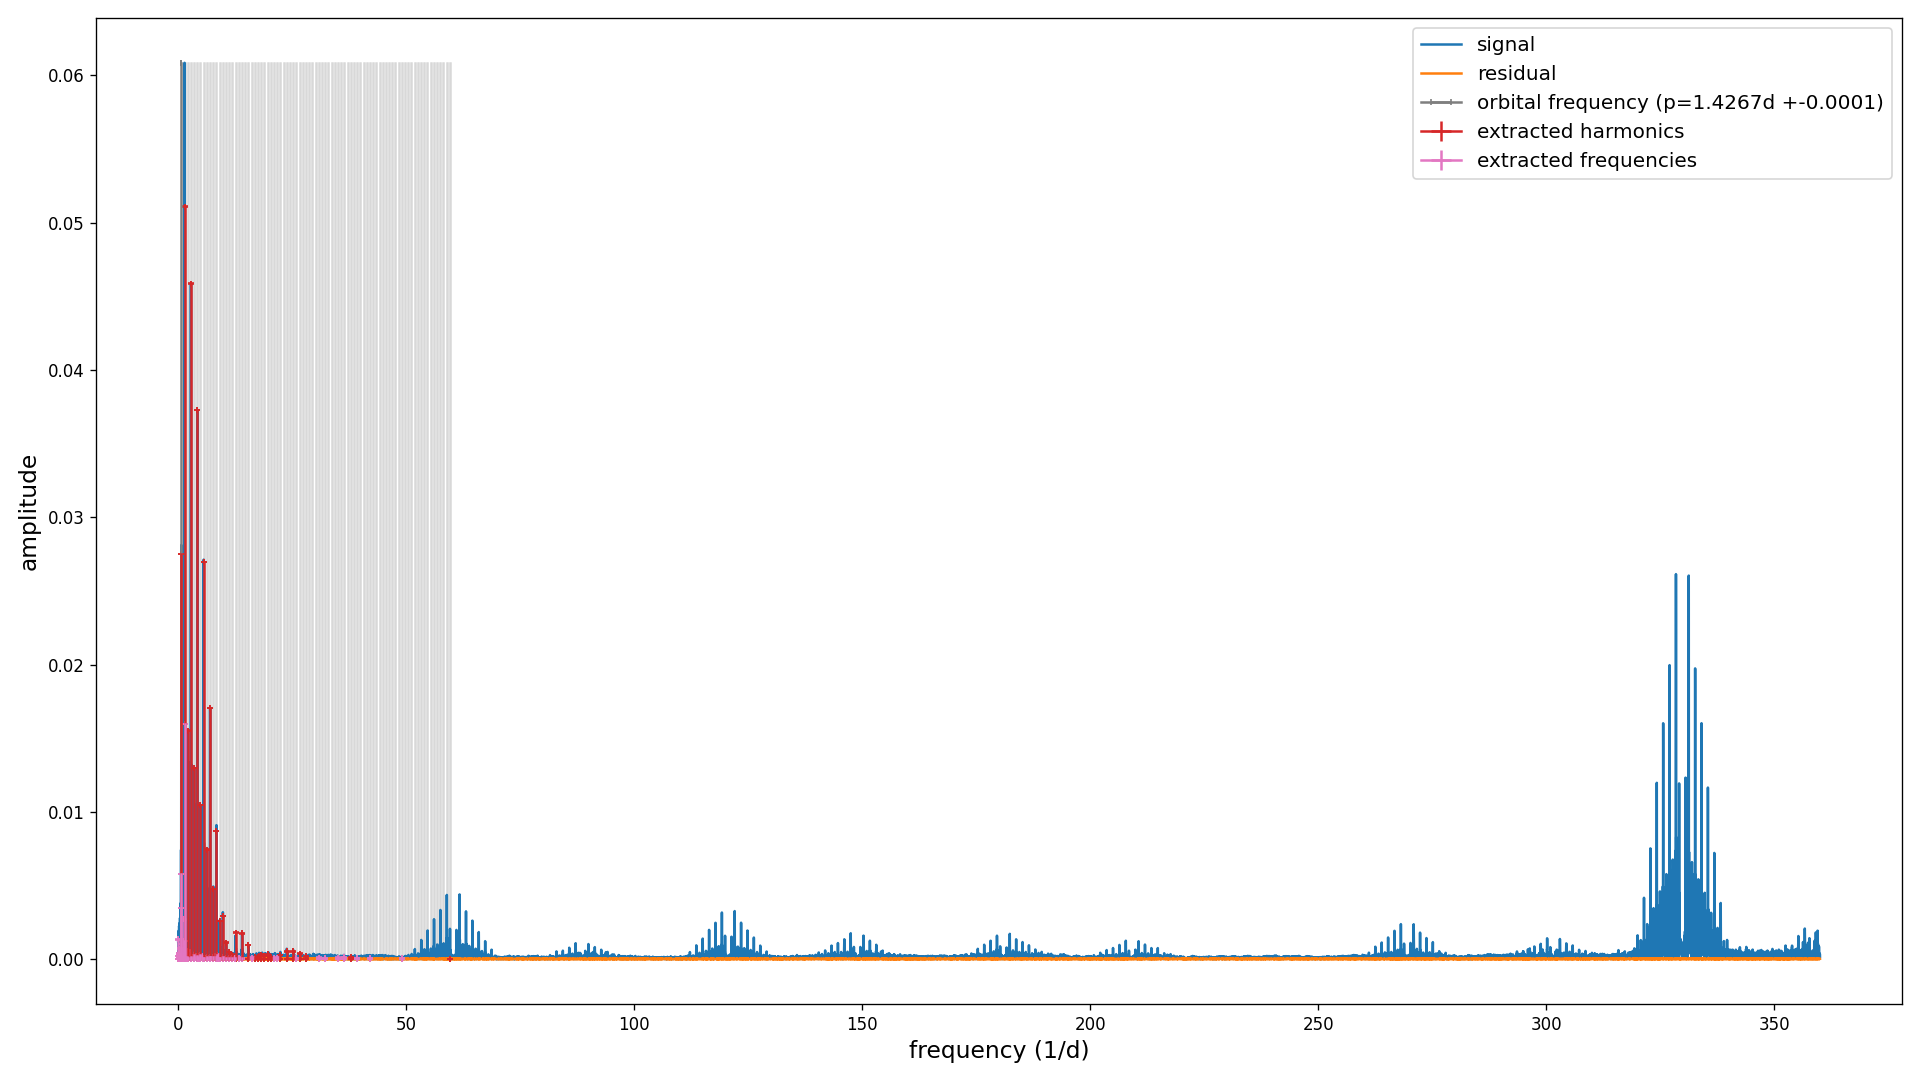 signal
residual
orbital frequency (p=1.4267d +-0.0001)
extracted harmonics
extracted frequencies
amplitude
0.06
0.05
0.04
0.03
0.02
0.01
0.00
0 50 100 150 200 250 300 350
frequency (1/d)